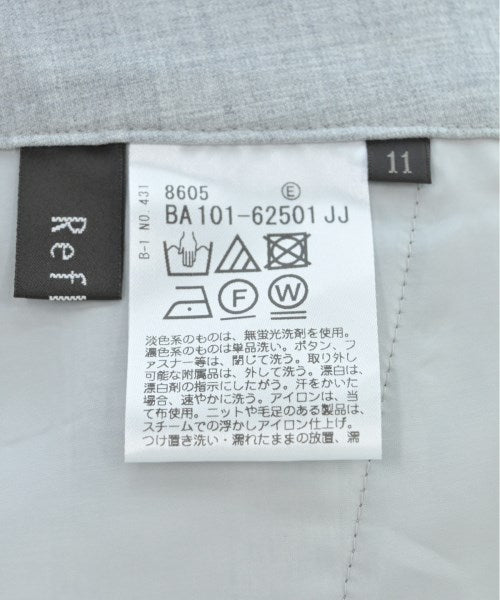 Ref
B-1 NO. 431
8605 E
BA101-62501 JJ
F W
淡色系のものは、無蛍光洗剤を使用。
濃色系のものは単品洗い。ボタン、フ
ァスナー等は、閉じて洗う。取り外し
可能な附属品は、外して洗う。漂白は、
漂白剤の指示にしたがう。汗をかいた
場合、速やかに洗う。アイロンは、当
て布使用。ニットや毛足のある製品は、
スチームでの浮かしアイロン仕上げ。
つけ置き洗い・濡れたままの放置、濡
11